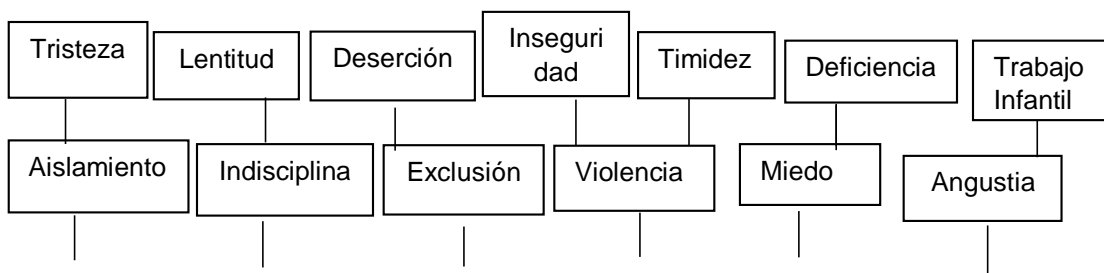 Tristeza
Lentitud
Deserción
Inseguri
dad
Timidez
Deficiencia
Trabajo
Infantil
Aislamiento
Indisciplina
Exclusión
Violencia
Miedo
Angustia